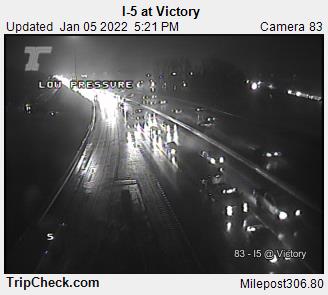 I-5 at Victory
Updated Jan 05 2022 5:21 PM Camera 83
T
LOW PRESSURE
S
83 - I5 @ Victory
TripCheck.com Milepost306.80